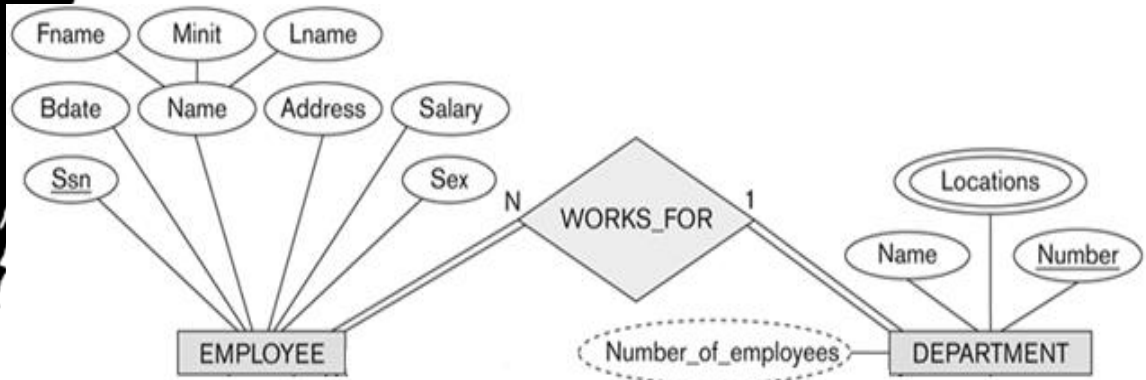 Fname Minit Lname
Bdate Name Address Salary
Ssn Sex
N WORKS_FOR 1
Locations
Name Number
Number_of_employees
EMPLOYEE DEPARTMENT